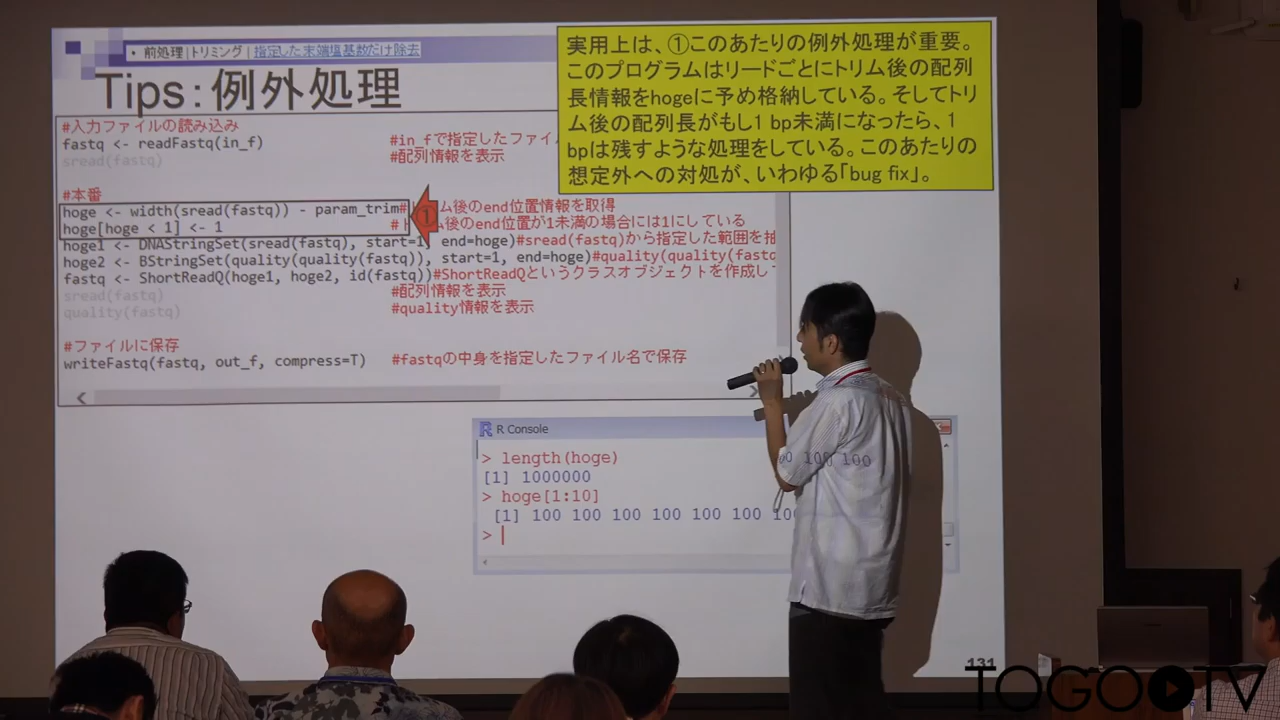 • 前処理 | トリミング | 指定した末端塩基数だけ除去
Tips：例外処理
実用上は、①このあたりの例外処理が重要。
このプログラムはリードごとにトリム後の配列
長情報をhogeに予め格納している。そしてトリ
ム後の配列長がもし1 bp未満になったら、1
bpは残すような処理をしている。このあたりの
想定外への対処が、いわゆる「bug fix」。
#入力ファイルの読み込み
fastq <- readFastq(in_f) #in_fで指定したファイ
sread(fastq) #配列情報を表示
#本番
hoge <- width(sread(fastq)) - param_trim# ム後のend位置情報を取得
①
hoge[hoge < 1] <- 1 # ム後のend位置が1未満の場合には1にしている
hoge1 <- DNAStringSet(sread(fastq), start=1, end=hoge)#sread(fastq)から指定した範囲を抽
hoge2 <- BStringSet(quality(quality(fastq)), start=1, end=hoge)#quality(quality(fastq
fastq <- ShortReadQ(hoge1, hoge2, id(fastq))#ShortReadQというクラスオブジェクトを作成し
sread(fastq) #配列情報を表示
quality(fastq) #quality情報を表示
#ファイルに保存
writeFastq(fastq, out_f, compress=T) #fastqの中身を指定したファイル名で保存
R Console
> length(hoge)
[1] 1000000
> hoge[1:10]
[1] 100 100 100 100 100 100 100 100 100
>
131
TOGO TV